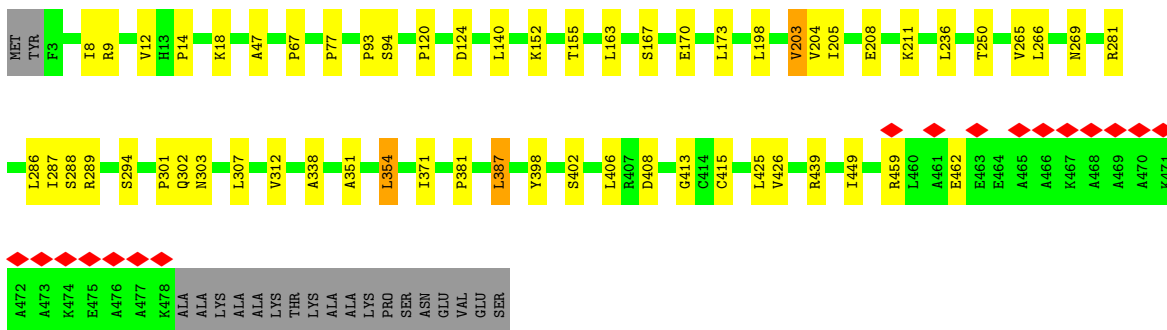 MET TYR F3 I8 R9 V12 H13 P14 K18 A47 P67 P77 P93 S94 P120 D124 L140 K152 T155 L163 S167 E170 L173 L198 V203 V204 I205 E208 K211 L236 T250 V265 L266 N269 R281
L286 I287 S288 R289 S294 P301 Q302 N303 L307 V312 A338 A351 L354 I371 P381 L387 Y398 S402 L406 R407 D408 G413 C414 C415 L425 V426 R439 I449 R459 L460 A461 E462 E463 E464 A465 A466 K467 A468 A469 A470 K471
A472 A473 K474 E475 A476 A477 K478 ALA ALA LYS ALA ALA LYS THR LYS ALA ALA LYS PRO SER ASN GLU VAL GLU SER